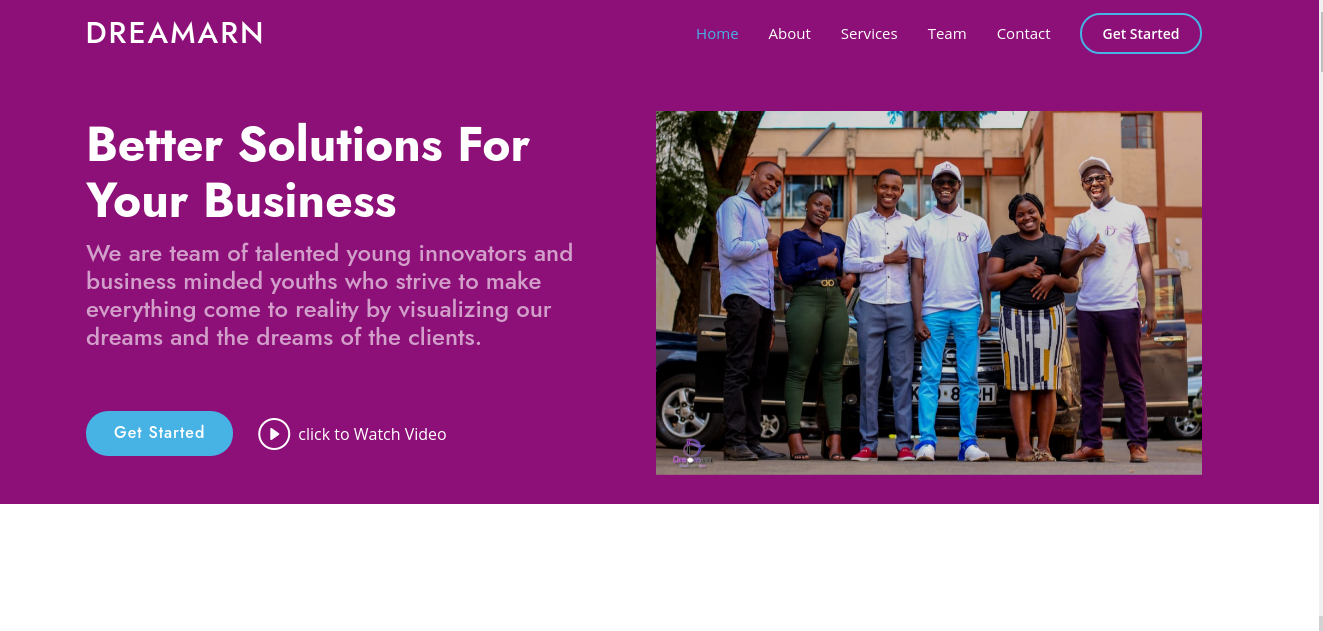 DREAMARN
Home About Services Team Contact Get Started
Better Solutions For
Your Business
We are team of talented young innovators and
business minded youths who strive to make
everything come to reality by visualizing our
dreams and the dreams of the clients.
Get Started click to Watch Video